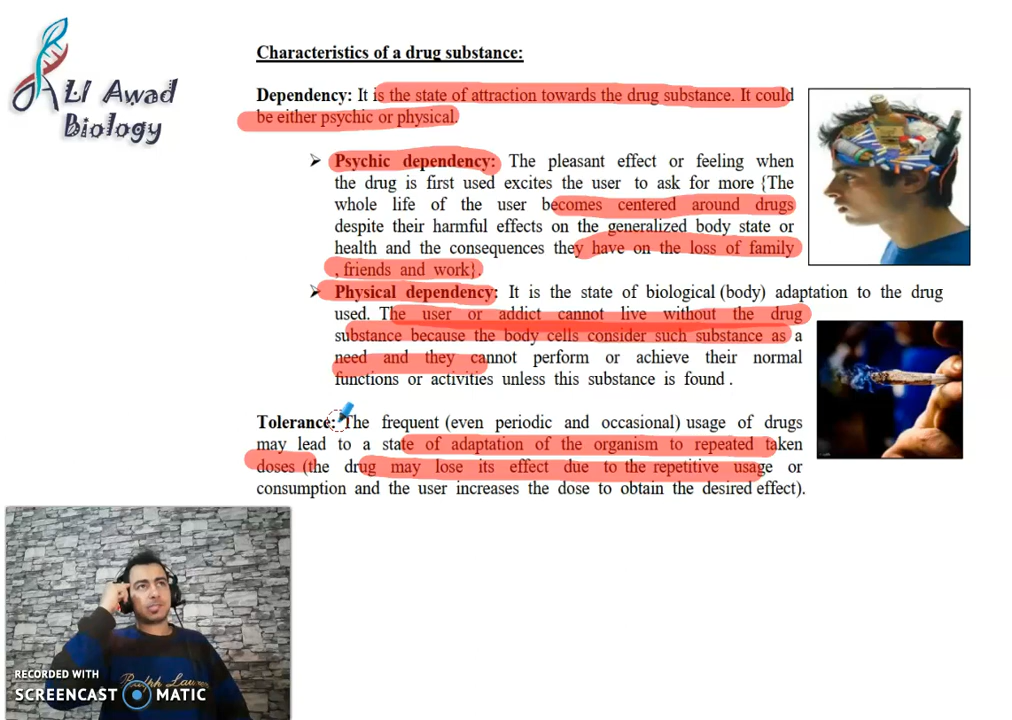 ALI Awad
Biology
Characteristics of a drug substance:
Dependency: It is the state of attraction towards the drug substance. It could
be either psychic or physical.
➤ Psychic dependency: The pleasant effect or feeling when
the drug is first used excites the user to ask for more {The
whole life of the user becomes centered around drugs
despite their harmful effects on the generalized body state or
health and the consequences they have on the loss of family
, friends and work}.
➤ Physical dependency: It is the state of biological (body) adaptation to the drug
used. The user or addict cannot live without the drug
substance because the body cells consider such substance as a
need and they cannot perform or achieve their normal
functions or activities unless this substance is found .
Tolerance: The frequent (even periodic and occasional) usage of drugs
may lead to a state of adaptation of the organism to repeated taken
doses (the drug may lose its effect due to the repetitive usage or
consumption and the user increases the dose to obtain the desired effect).
RECORDED WITH
SCREENCAST MATIC